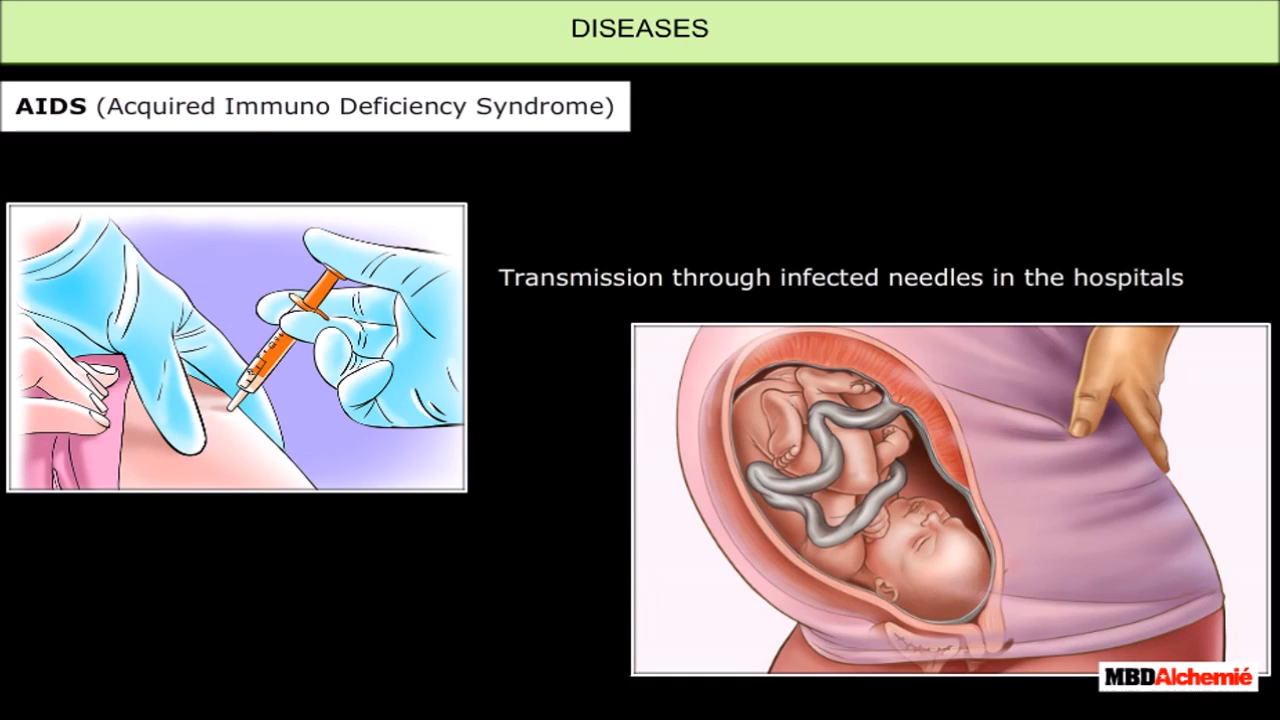 DISEASES
AIDS (Acquired Immuno Deficiency Syndrome)
Transmission through infected needles in the hospitals
MBDAlchemié